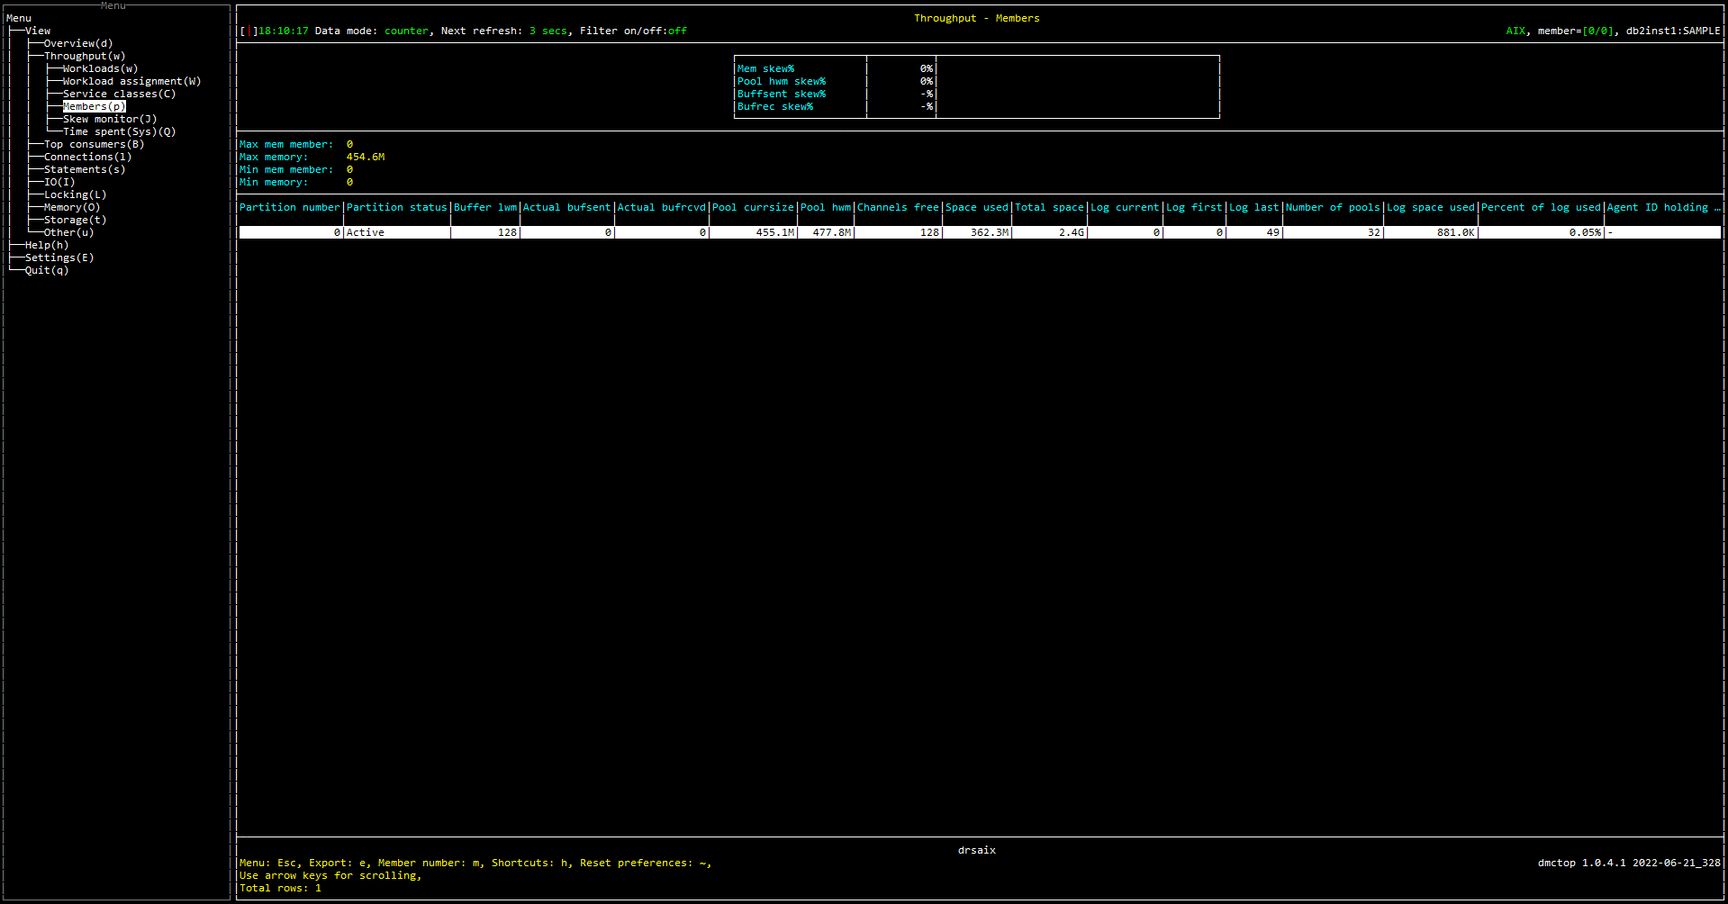 Menu
Menu
View
Overview(d)
Throughput(w)
Workloads(w)
Workload assignment(W)
Service classes(C)
Members(p)
Skew monitor(J)
Time spent(Sys)(Q)
Top consumers(B)
Connections(l)
Statements(s)
IO(I)
Locking(L)
Memory(O)
Storage(t)
Other(u)
Help(h)
Settings(E)
Quit(q)
Throughput - Members
[|]18:10:17 Data mode: counter, Next refresh: 3 secs, Filter on/off:off
AIX, member=[0/0], db2inst1:SAMPLE
Mem skew% 0%
Pool hwm skew% 0%
Buffsent skew% -%
Bufrec skew% -%
Max mem member: 0
Max memory: 454.6M
Min mem member: 0
Min memory: 0
Partition number|Partition status|Buffer lwm|Actual bufsent|Actual bufrcvd|Pool currsize|Pool hwm|Channels free|Space used|Total space|Log current|Log first|Log last|Number of pools|Log space used|Percent of log used|Agent ID holding …
0|Active|128|0|0|455.1M|477.8M|128|362.3M|2.4G|0|0|49|32|881.0K|0.05%|-
drsaix
Menu: Esc, Export: e, Member number: m, Shortcuts: h, Reset preferences: ~,
dmctop 1.0.4.1 2022-06-21_328
Use arrow keys for scrolling,
Total rows: 1